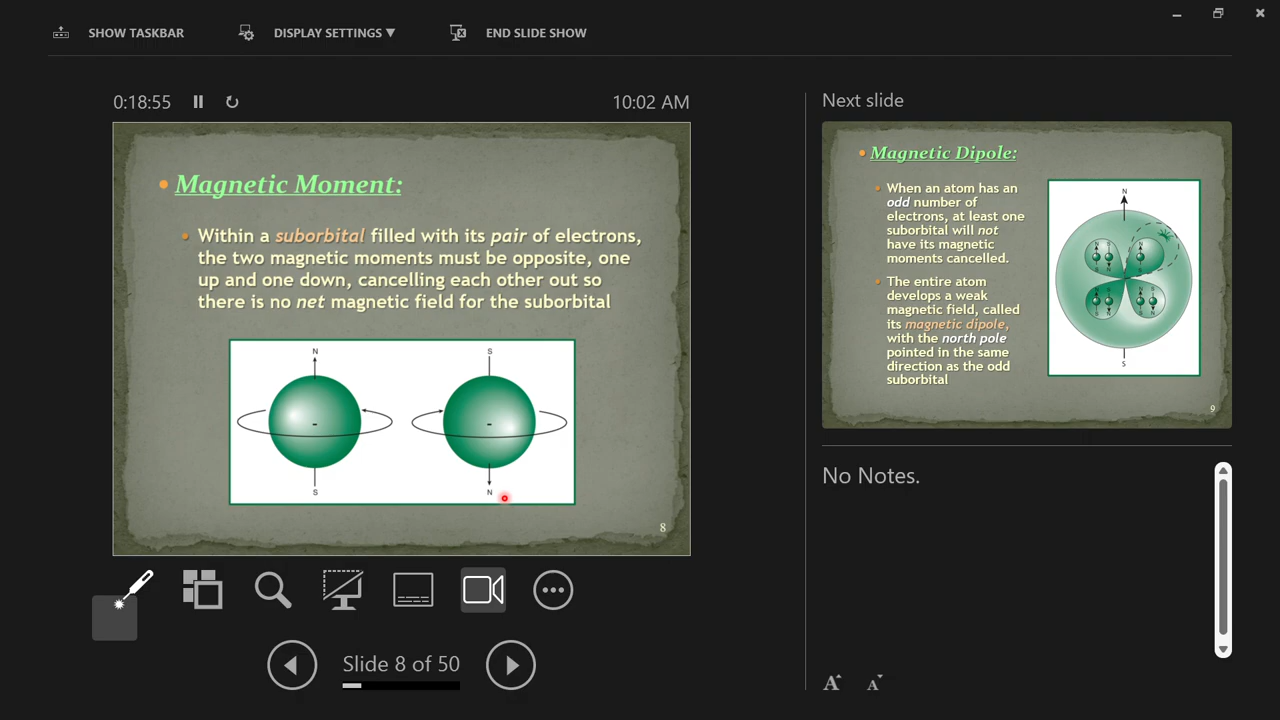 SHOW TASKBAR
DISPLAY SETTINGS ▼
END SLIDE SHOW
0:18:55
10:02 AM
• Magnetic Moment:
• Within a suborbital filled with its pair of electrons,
the two magnetic moments must be opposite, one
up and one down, cancelling each other out so
there is no net magnetic field for the suborbital
N
S
-
-
S
N
8
Slide 8 of 50
Next slide
• Magnetic Dipole:
• When an atom has an
odd number of
electrons, at least one
suborbital will not
have its magnetic
moments cancelled.
• The entire atom
develops a weak
magnetic field, called
its magnetic dipole,
with the north pole
pointed in the same
direction as the odd
suborbital
N
S
9
No Notes.
A A